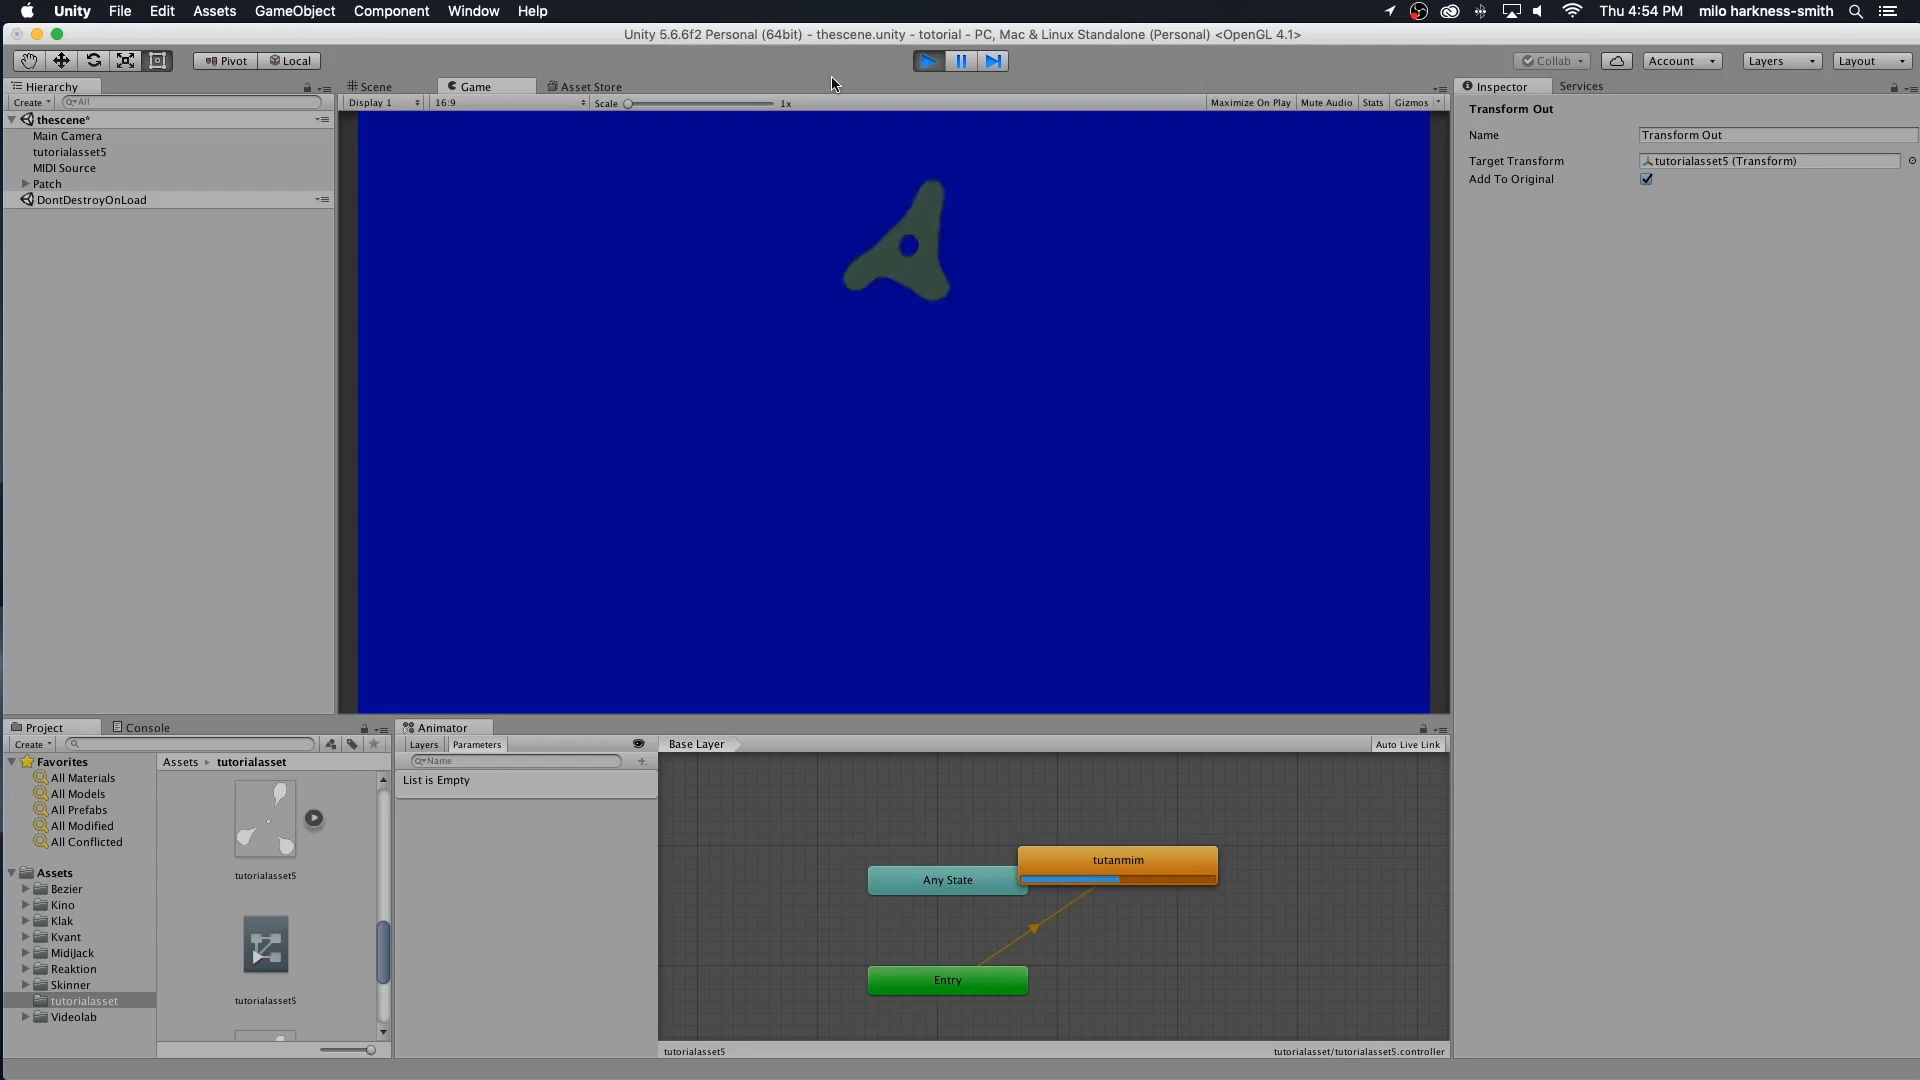 Unity File Edit Assets GameObject Component Window Help Thu 4:54 PM milo harkness-smith
Unity 5.6.6f2 Personal (64bit) - thescene.unity - totorial - PC, Mac & Linux Standalone (Personal) <OpenGL 4.1>
Pivot Local Collab Account Layers Layout
Hierarchy
Create All
thescene*
Main Camera
tutorialasset5
MIDI Source
Patch
DontDestroyOnLoad
Scene Game Asset Store
Display 1 16:9 Scale 1x Maximize On Play Mute Audio Stats Gizmos
Inspector Services
Transform Out
Name Transform Out
Target Transform tutorialasset5 (Transform)
Add To Original
Project Console
Create
Favorites
All Materials
All Models
All Prefabs
All Modified
All Conflicted
Assets
Bezier
Kino
Klak
Kvant
MidiJack
Reaktion
Skinner
tutorialasset
Videolab
Assets tutorialasset
tutorialasset5
tutorialasset5
Animator
Layers Parameters
Name
List is Empty
Base Layer Auto Live Link
tutanmim
Any State
Entry
tutorialasset5 tutorialasset/tutorialasset5.controller